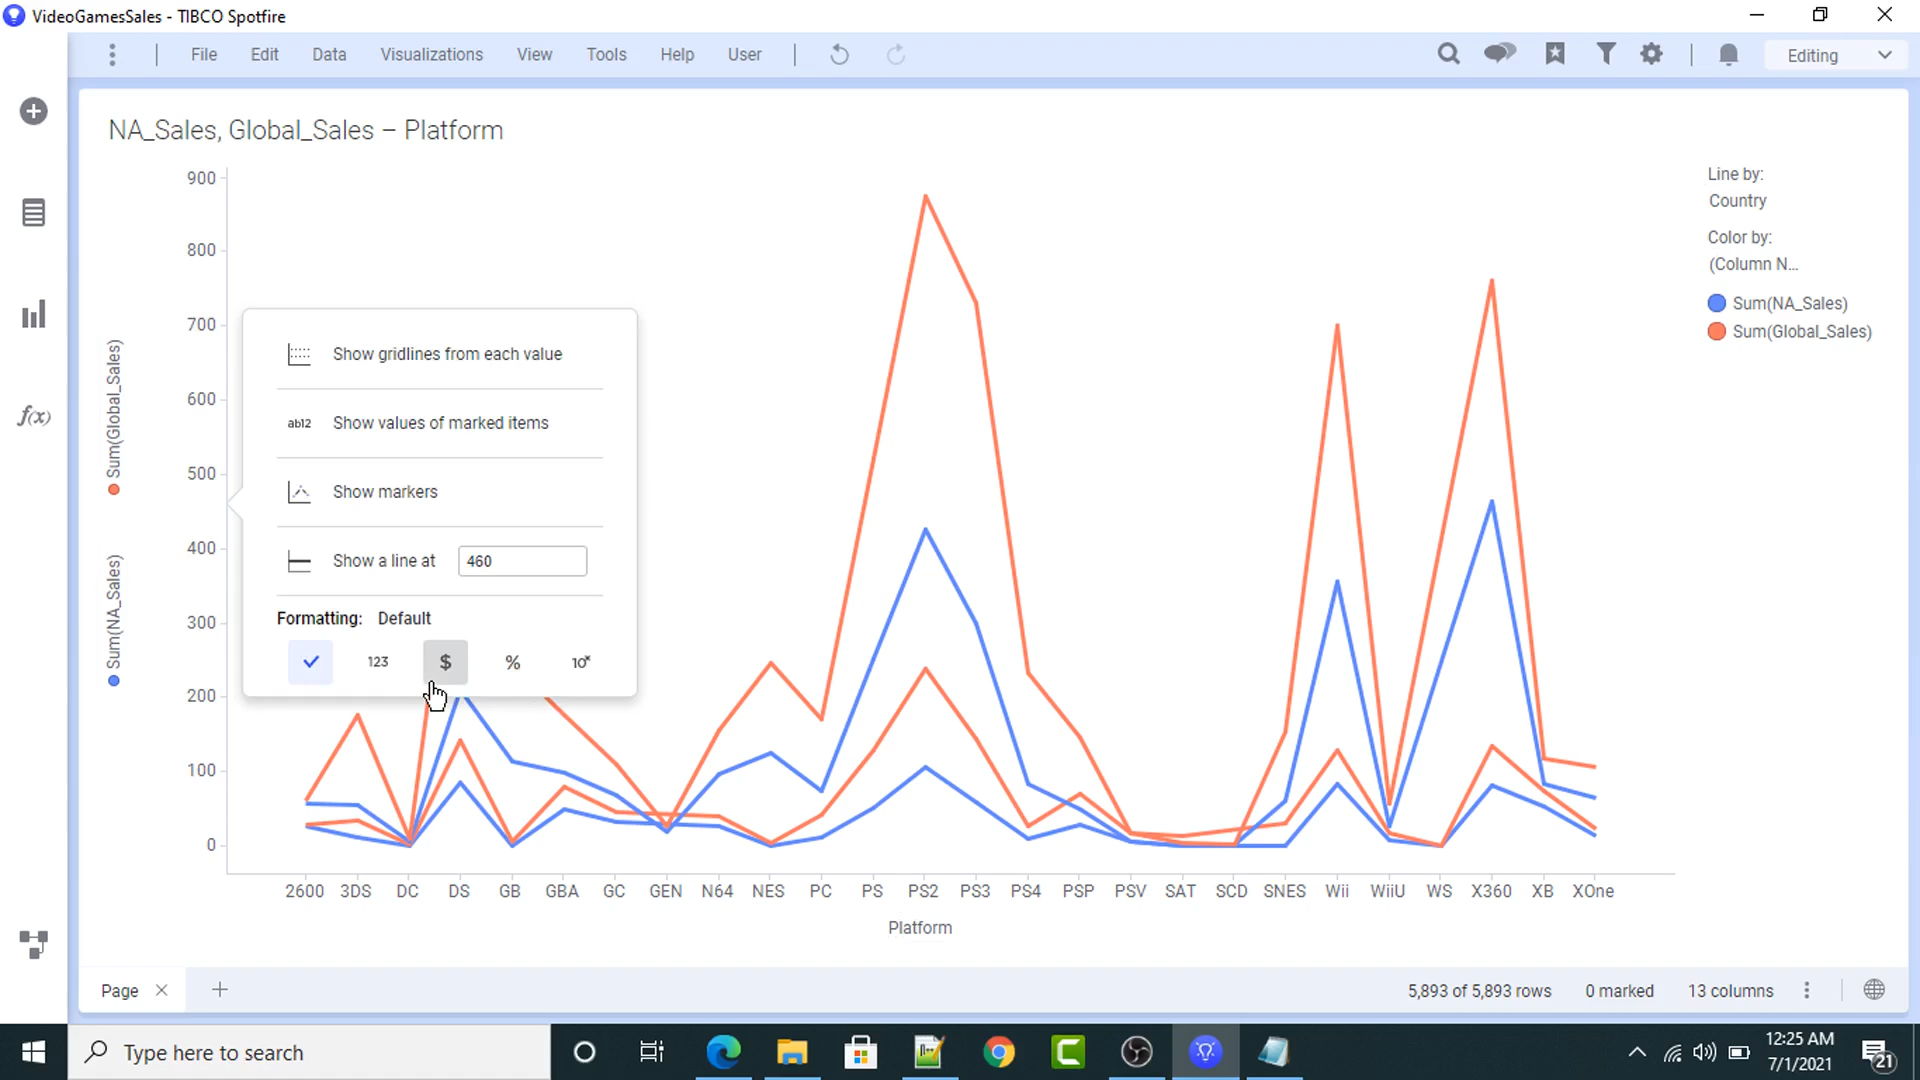 VideoGamesSales - TIBCO Spotfire
File Edit Data Visualizations View Tools Help User
Editing
NA_Sales, Global_Sales – Platform
900
800
700
600
500
400
300
200
100
0
Sum(Global_Sales)
Sum(NA_Sales)
Show gridlines from each value
ab12 Show values of marked items
Show markers
Show a line at 460
Formatting: Default
123 $ % 10ˣ
f(x)
Line by:
Country
Color by:
(Column N...
Sum(NA_Sales)
Sum(Global_Sales)
2600 3DS DC DS GB GBA GC GEN N64 NES PC PS PS2 PS3 PS4 PSP PSV SAT SCD SNES Wii WiiU WS X360 XB XOne
Platform
Page
5,893 of 5,893 rows 0 marked 13 columns
Type here to search
12:25 AM
7/1/2021
21